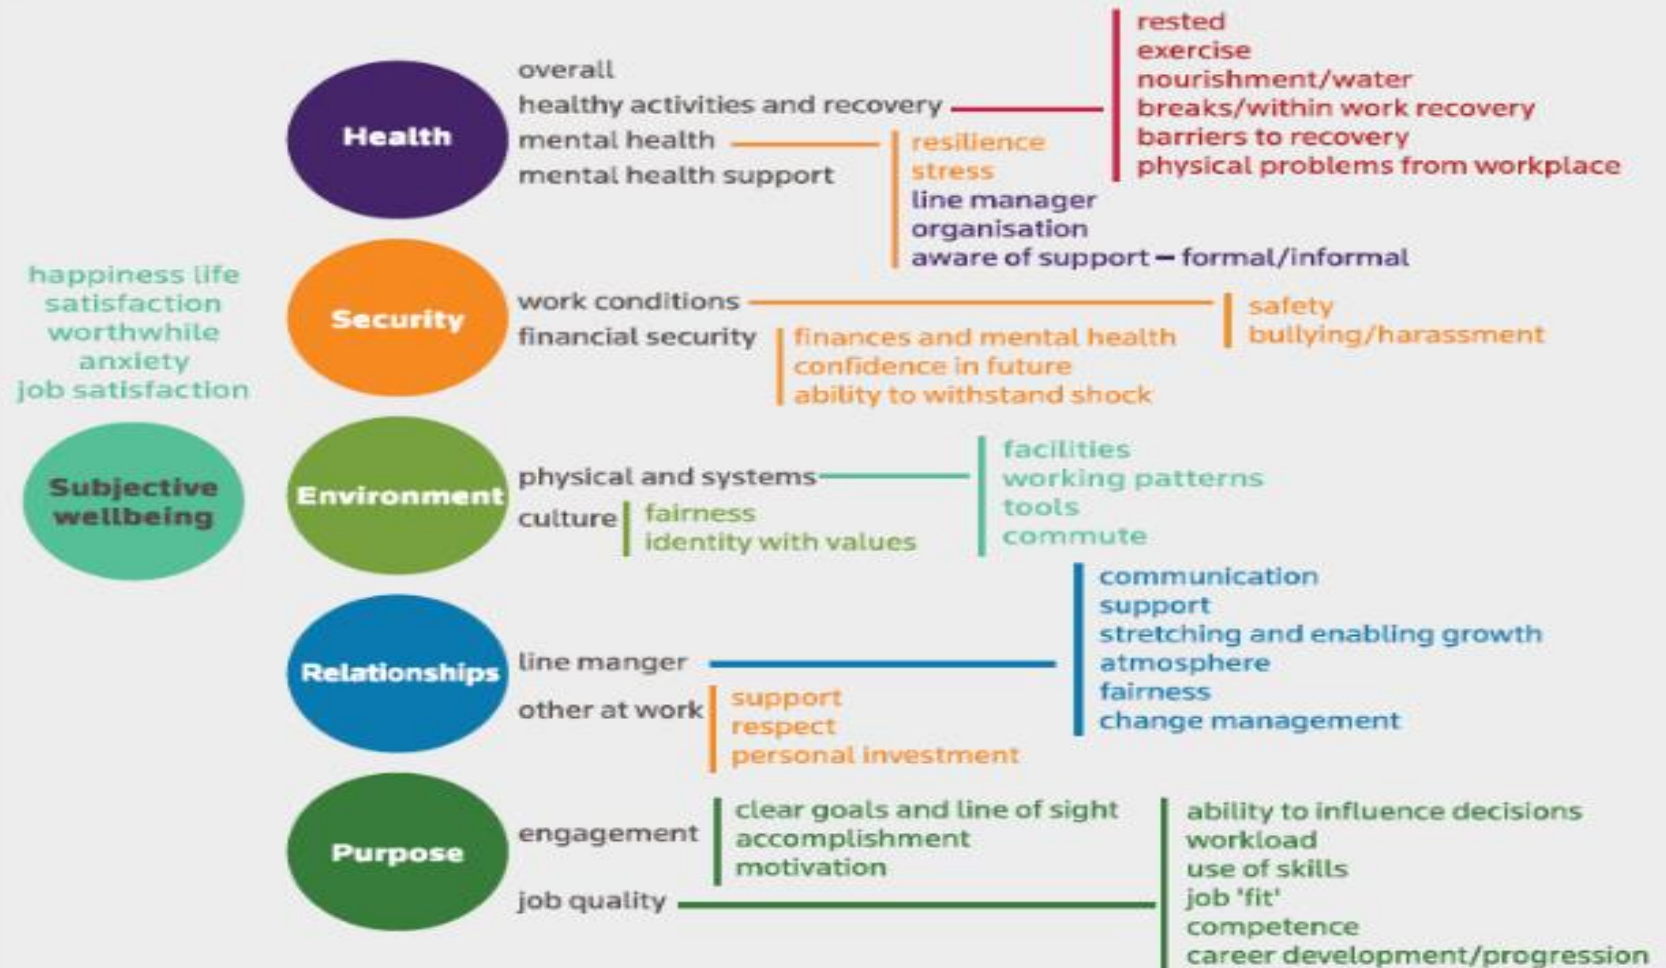 happiness life
satisfaction
worthwhile
anxiety
job satisfaction
Subjective
wellbeing
Health
overall
healthy activities and recovery
mental health
mental health support
rested
exercise
nourishment/water
breaks/within work recovery
barriers to recovery
physical problems from workplace
resilience
stress
line manager
organisation
aware of support – formal/informal
Security
work conditions
financial security
safety
bullying/harassment
finances and mental health
confidence in future
ability to withstand shock
Environment
physical and systems
culture
facilities
working patterns
tools
commute
fairness
identity with values
Relationships
line manger
other at work
communication
support
stretching and enabling growth
atmosphere
fairness
change management
support
respect
personal investment
Purpose
engagement
job quality
clear goals and line of sight
accomplishment
motivation
ability to influence decisions
workload
use of skills
job 'fit'
competence
career development/progression